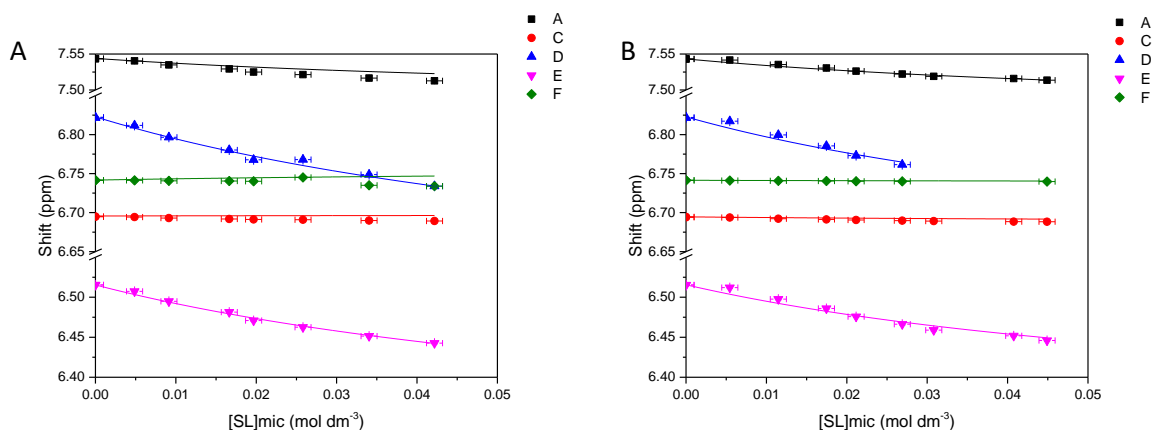 A
A
C
D
E
F
7.55
7.50
6.80
6.75
6.70
6.65
6.50
6.45
6.40
Shift (ppm)
0.00 0.01 0.02 0.03 0.04 0.05
[SL]mic (mol dm-3)
B
A
C
D
E
F
7.55
7.50
6.80
6.75
6.70
6.65
6.50
6.45
6.40
Shift (ppm)
0.00 0.01 0.02 0.03 0.04 0.05
[SL]mic (mol dm-3)